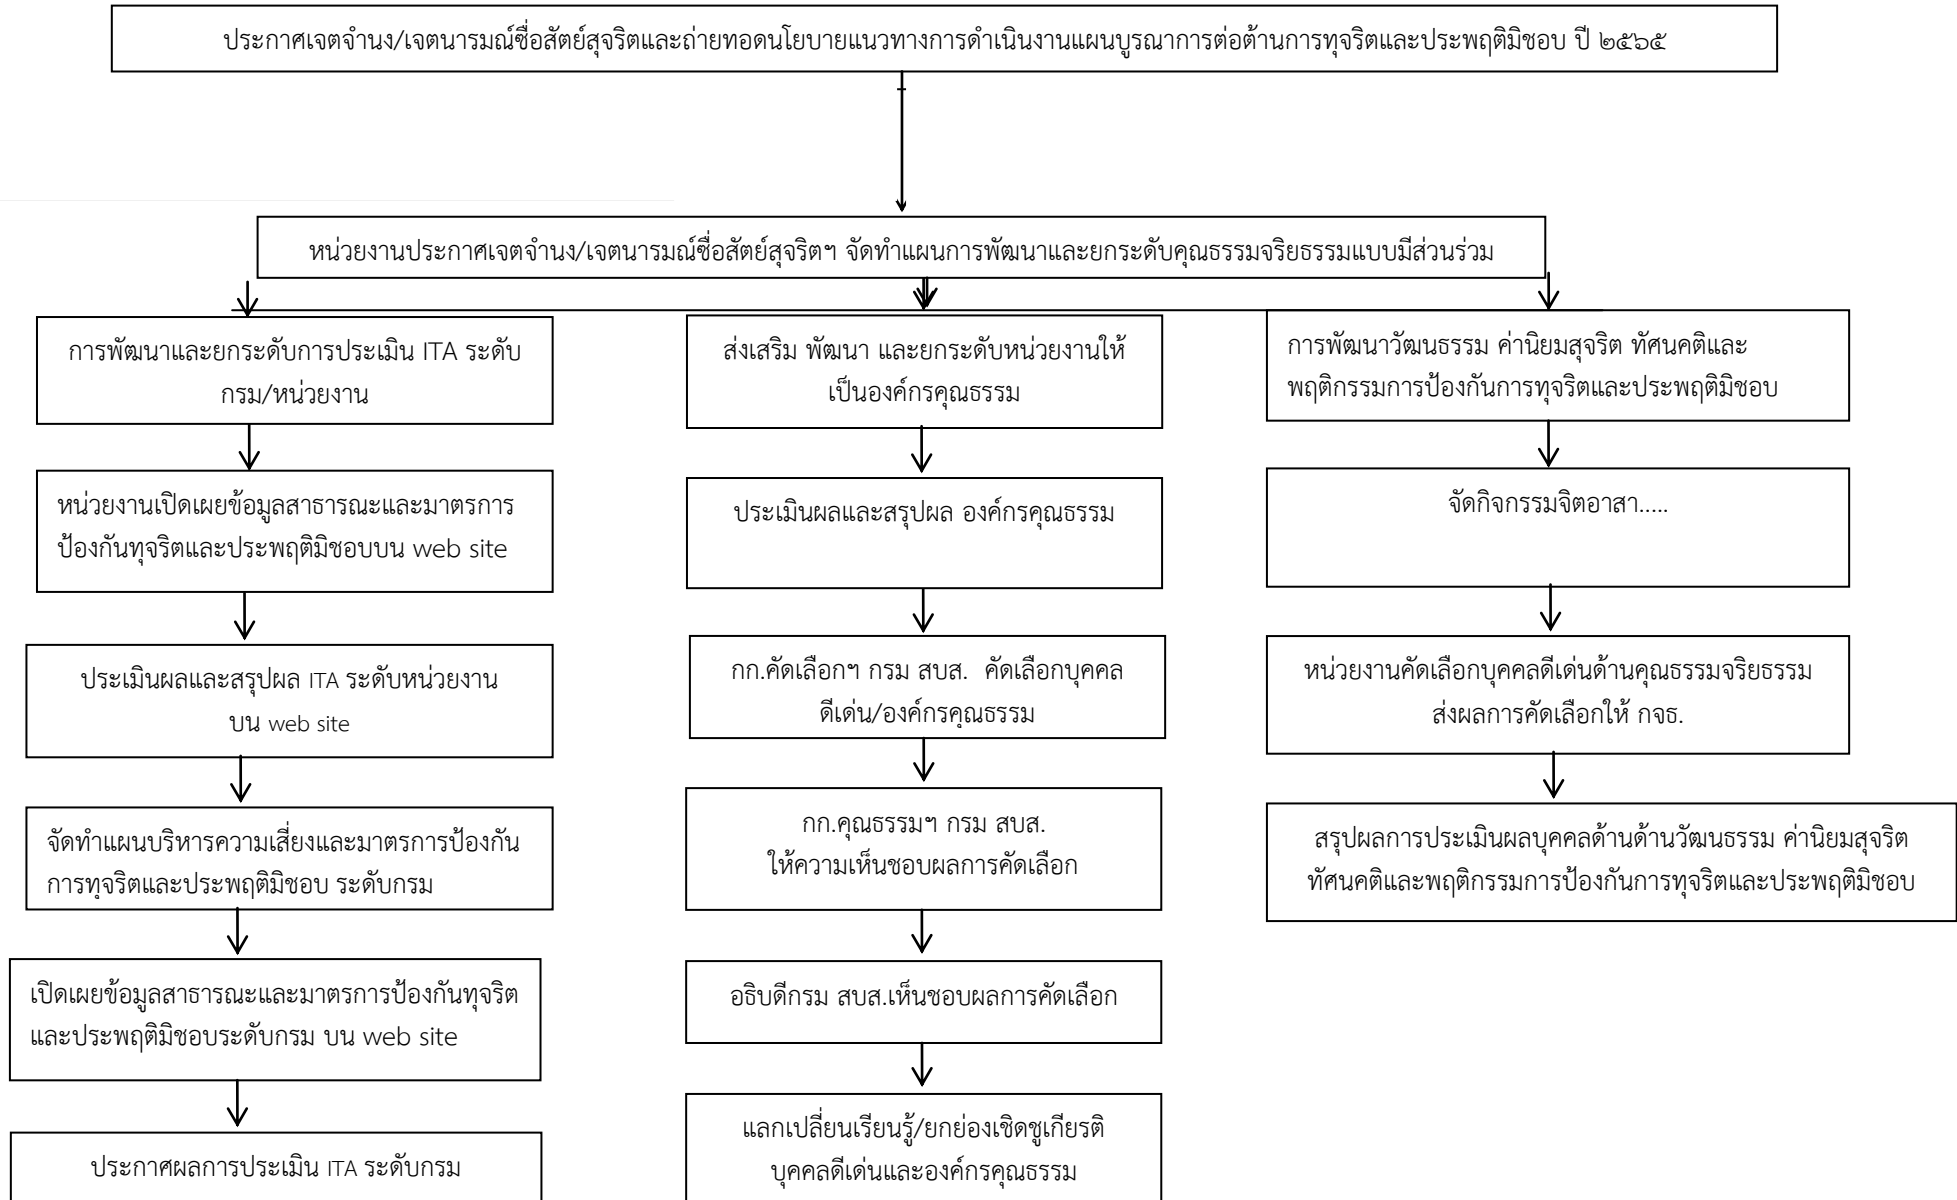 ประกาศเจตจำนง/เจตนารมณ์ซื่อสัตย์สุจริตและถ่ายทอดนโยบายแนวทางการดำเนินงานแผนบูรณาการต่อต้านการทุจริตและประพฤติมิชอบ ปี ๒๕๖๕
หน่วยงานประกาศเจตจำนง/เจตนารมณ์ซื่อสัตย์สุจริตฯ จัดทำแผนการพัฒนาและยกระดับคุณธรรมจริยธรรมแบบมีส่วนร่วม
การพัฒนาและยกระดับการประเมิน ITA ระดับ
กรม/หน่วยงาน
หน่วยงานเปิดเผยข้อมูลสาธารณะและมาตรการ
ป้องกันทุจริตและประพฤติมิชอบบน web site
ประเมินผลและสรุปผล ITA ระดับหน่วยงาน
บน web site
จัดทำแผนบริหารความเสี่ยงและมาตรการป้องกัน
การทุจริตและประพฤติมิชอบ ระดับกรม
เปิดเผยข้อมูลสาธารณะและมาตรการป้องกันทุจริต
และประพฤติมิชอบระดับกรม บน web site
ประกาศผลการประเมิน ITA ระดับกรม
ส่งเสริม พัฒนา และยกระดับหน่วยงานให้
เป็นองค์กรคุณธรรม
ประเมินผลและสรุปผล องค์กรคุณธรรม
กก.คัดเลือกฯ กรม สบส. คัดเลือกบุคคล
ดีเด่น/องค์กรคุณธรรม
กก.คุณธรรมฯ กรม สบส.
ให้ความเห็นชอบผลการคัดเลือก
อธิบดีกรม สบส.เห็นชอบผลการคัดเลือก
แลกเปลี่ยนเรียนรู้/ยกย่องเชิดชูเกียรติ
บุคคลดีเด่นและองค์กรคุณธรรม
การพัฒนาวัฒนธรรม ค่านิยมสุจริต ทัศนคติและ
พฤติกรรมการป้องกันการทุจริตและประพฤติมิชอบ
จัดกิจกรรมจิตอาสา.....
หน่วยงานคัดเลือกบุคคลดีเด่นด้านคุณธรรมจริยธรรม
ส่งผลการคัดเลือกให้ กจธ.
สรุปผลการประเมินผลบุคคลด้านด้านวัฒนธรรม ค่านิยมสุจริต
ทัศนคติและพฤติกรรมการป้องกันการทุจริตและประพฤติมิชอบ